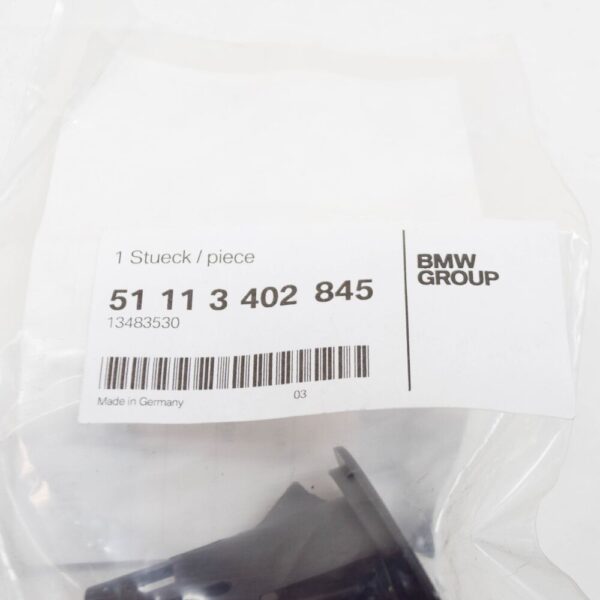 1 Stueck / piece
51 11 3 402 845
13483530
03
Made in Germany
BMW
GROUP